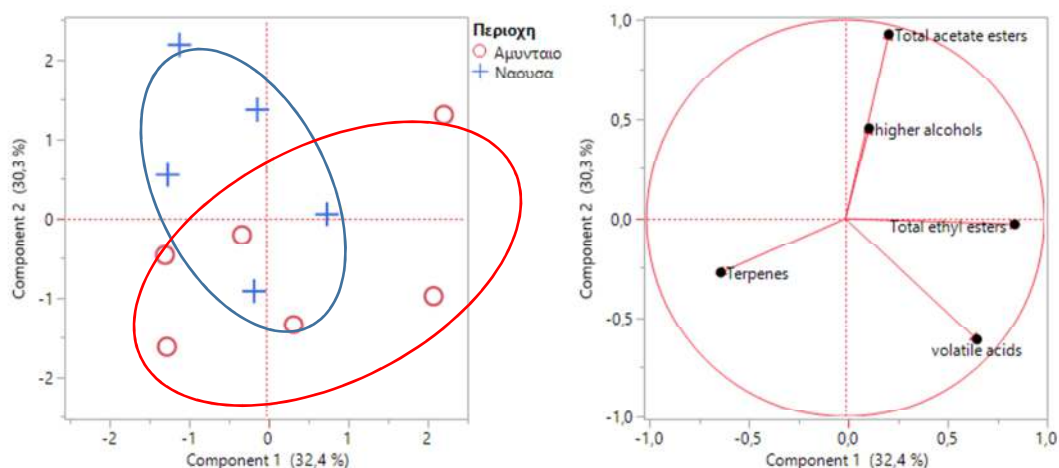 Περιοχη
Αμυνταιο
Ναουσα
2
1
0
-1
-2
Component 2 (30,3 %)
-2
-1
0
1
2
Component 1 (32,4 %)
1,0
0,5
0,0
-0,5
-1,0
Component 2 (30,3 %)
Total acetate esters
higher alcohols
Total ethyl esters
Terpenes
volatile acids
-1,0
-0,5
0,0
0,5
1,0
Component 1 (32,4 %)